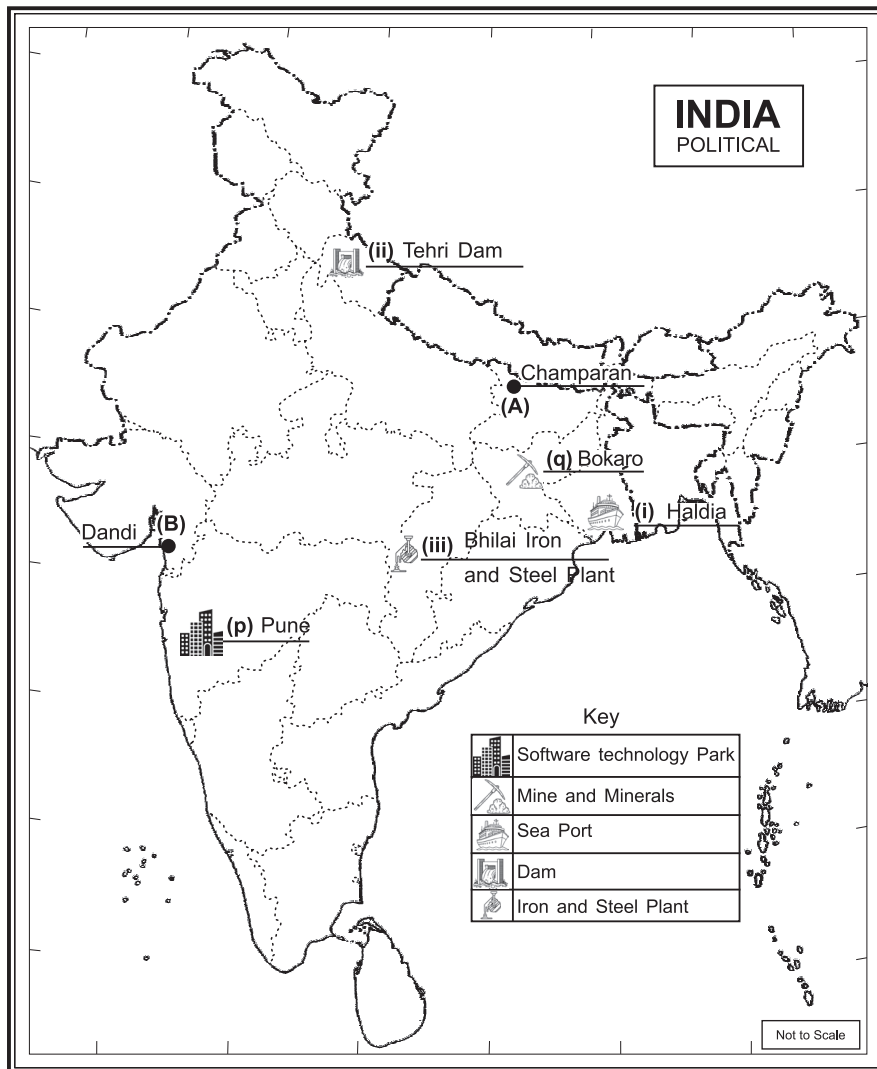 INDIA
POLITICAL
(ii) Tehri Dam
Champaran
(A)
(q) Bokaro
(i) Haldia
(B)
Dandi
(iii) Bhilai Iron
and Steel Plant
(p) Pune
Key
Software technology Park
Mine and Minerals
Sea Port
Dam
Iron and Steel Plant
Not to Scale